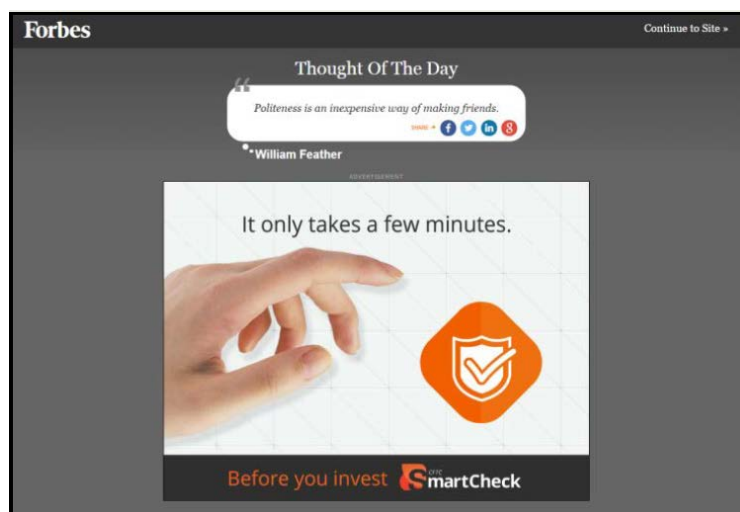 Forbes
Continue to Site »
Thought Of The Day
“
Politeness is an inexpensive way of making friends.
SHARE
William Feather
ADVERTISEMENT
It only takes a few minutes.
Before you invest CFTC SmartCheck